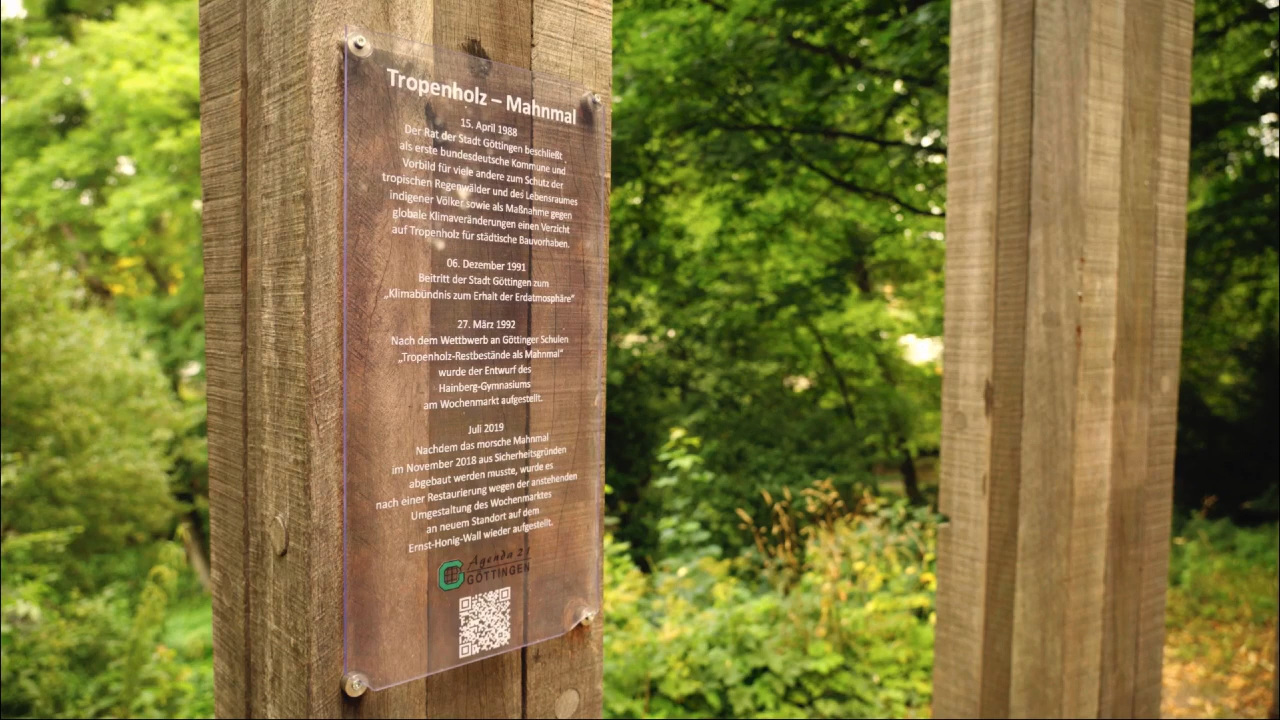 Tropenholz – Mahnmal
15. April 1988
Der Rat der Stadt Göttingen beschließt
als erste bundesdeutsche Kommune und
Vorbild für viele andere zum Schutz der
tropischen Regenwälder und des Lebensraumes
indigener Völker sowie als Maßnahme gegen
globale Klimaveränderungen einen Verzicht
auf Tropenholz für städtische Bauvorhaben.
06. Dezember 1991
Beitritt der Stadt Göttingen zum
„Klimabündnis zum Erhalt der Erdatmosphäre“
27. März 1992
Nach dem Wettbwerb an Göttinger Schulen
„Tropenholz-Restbestände als Mahnmal“
wurde der Entwurf des
Hainberg-Gymnasiums
am Wochenmarkt aufgestellt.
Juli 2019
Nachdem das morsche Mahnmal
im November 2018 aus Sicherheitsgründen
abgebaut werden musste, wurde es
nach einer Restaurierung wegen der anstehenden
Umgestaltung des Wochenmarktes
an neuem Standort auf dem
Ernst-Honig-Wall wieder aufgestellt.
Agenda 21
GÖTTINGEN